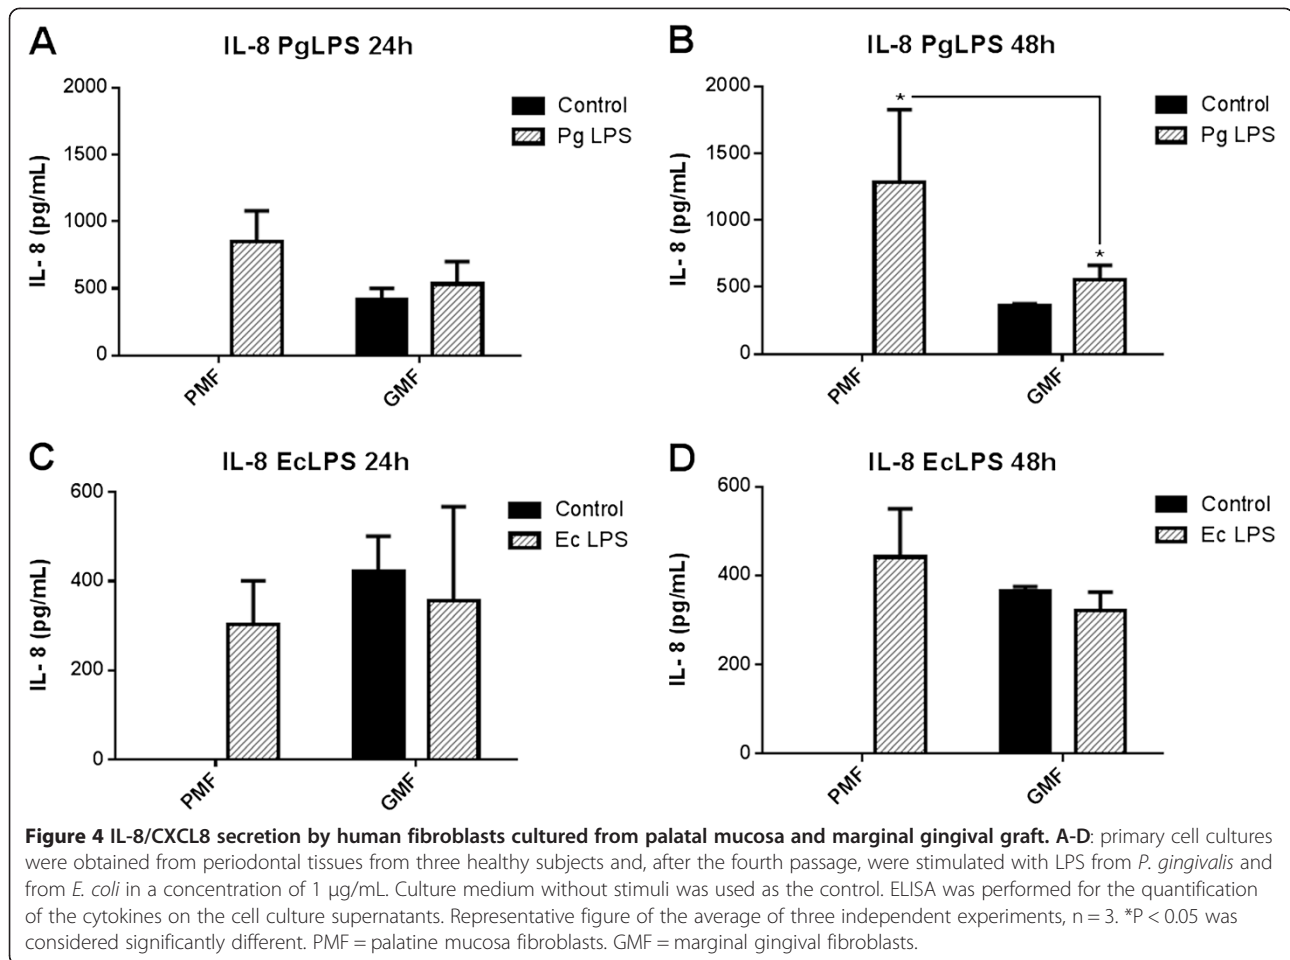 A
IL-8 PgLPS 24h
IL- 8 (pg/mL)
2000
1500
1000
500
0
Control
Pg LPS
PMF
GMF
B
IL-8 PgLPS 48h
IL- 8 (pg/mL)
2000
1500
1000
500
0
*
*
Control
Pg LPS
PMF
GMF
C
IL-8 EcLPS 24h
IL- 8 (pg/mL)
600
400
200
0
Control
Ec LPS
PMF
GMF
D
IL-8 EcLPS 48h
IL- 8 (pg/mL)
600
400
200
0
Control
Ec LPS
PMF
GMF
Figure 4 IL-8/CXCL8 secretion by human fibroblasts cultured from palatal mucosa and marginal gingival graft. A-D: primary cell cultures
were obtained from periodontal tissues from three healthy subjects and, after the fourth passage, were stimulated with LPS from P. gingivalis and
from E. coli in a concentration of 1 μg/mL. Culture medium without stimuli was used as the control. ELISA was performed for the quantification
of the cytokines on the cell culture supernatants. Representative figure of the average of three independent experiments, n = 3. *P < 0.05 was
considered significantly different. PMF = palatine mucosa fibroblasts. GMF = marginal gingival fibroblasts.